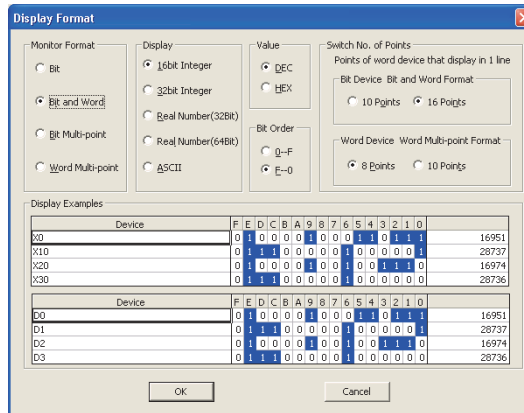 Display Format
Monitor Format
Bit
Bit and Word
Bit Multi-point
Word Multi-point
Display
16bit Integer
32bit Integer
Real Number(32Bit)
Real Number(64Bit)
ASCII
Value
DEC
HEX
Bit Order
0--F
F--0
Switch No. of Points
Points of word device that display in 1 line
Bit Device Bit and Word Format
10 Points 16 Points
Word Device Word Multi-point Format
8 Points 10 Points
Display Examples
Device F E D C B A 9 8 7 6 5 4 3 2 1 0
X0 0 1 0 0 0 0 1 0 0 0 1 1 0 1 1 1 16951
X10 0 1 1 1 0 0 0 0 0 1 0 0 0 0 0 1 28737
X20 0 1 0 0 0 0 1 0 0 1 0 0 1 1 1 0 16974
X30 0 1 1 1 0 0 0 0 0 1 0 0 0 0 0 0 28736
Device F E D C B A 9 8 7 6 5 4 3 2 1 0
D0 0 1 0 0 0 0 1 0 0 0 1 1 0 1 1 1 16951
D1 0 1 1 1 0 0 0 0 0 1 0 0 0 0 0 1 28737
D2 0 1 0 0 0 0 1 0 0 1 0 0 1 1 1 0 16974
D3 0 1 1 1 0 0 0 0 0 1 0 0 0 0 0 0 28736
OK Cancel